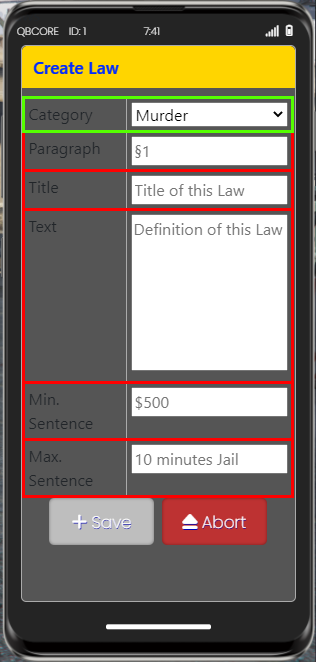 QBCORE ID: 1 7:41
Create Law
Category Murder
Paragraph §1
Title Title of this Law
Text Definition of this Law
Min. $500
Sentence
Max. 10 minutes Jail
Sentence
Save Abort